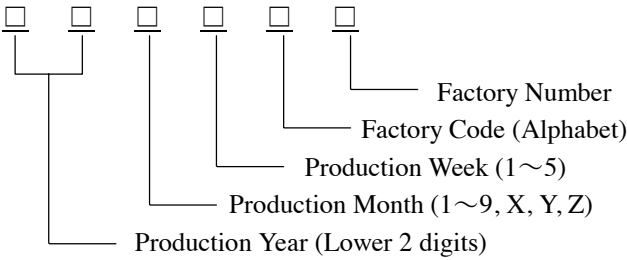 □ □ □ □ □ □
Factory Number
Factory Code (Alphabet)
Production Week (1～5)
Production Month (1～9, X, Y, Z)
Production Year (Lower 2 digits)